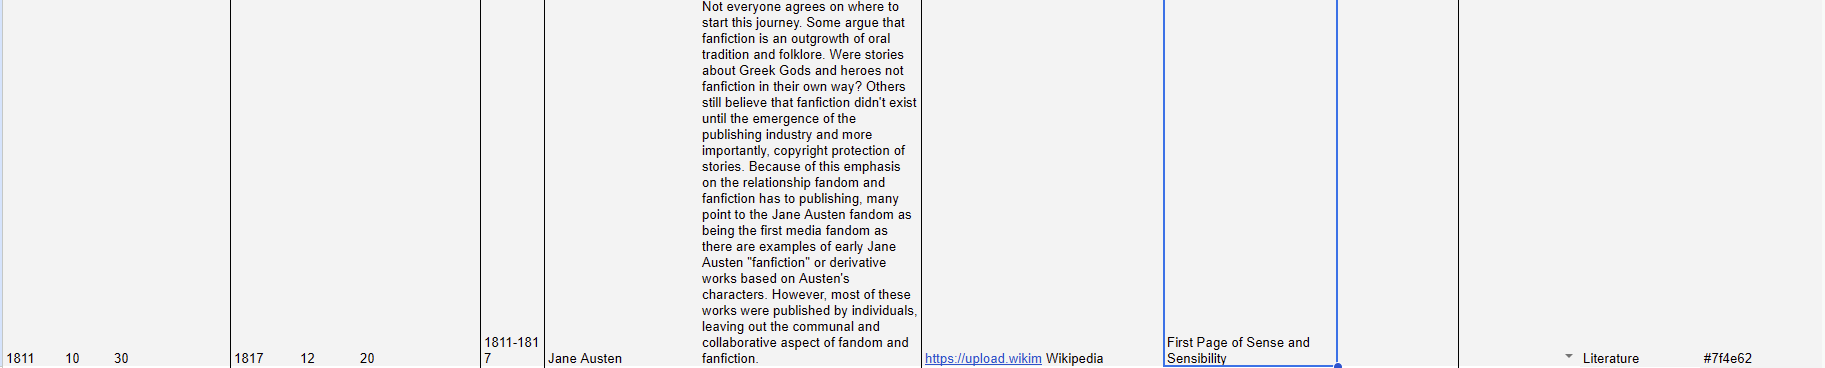 Not everyone agrees on where to
start this journey. Some argue that
fanfiction is an outgrowth of oral
tradition and folklore. Were stories
about Greek Gods and heroes not
fanfiction in their own way? Others
still believe that fanfiction didn't exist
until the emergence of the
publishing industry and more
importantly, copyright protection of
stories. Because of this emphasis
on the relationship fandom and
fanfiction has to publishing, many
point to the Jane Austen fandom as
being the first media fandom as
there are examples of early Jane
Austen "fanfiction" or derivative
works based on Austen's
characters. However, most of these
works were published by individuals,
leaving out the communal and
collaborative aspect of fandom and
fanfiction.
1811 10 30 1817 12 20
1811-181
7
Jane Austen
https://upload.wikim Wikipedia
First Page of Sense and
Sensibility
Literature #7f4e62